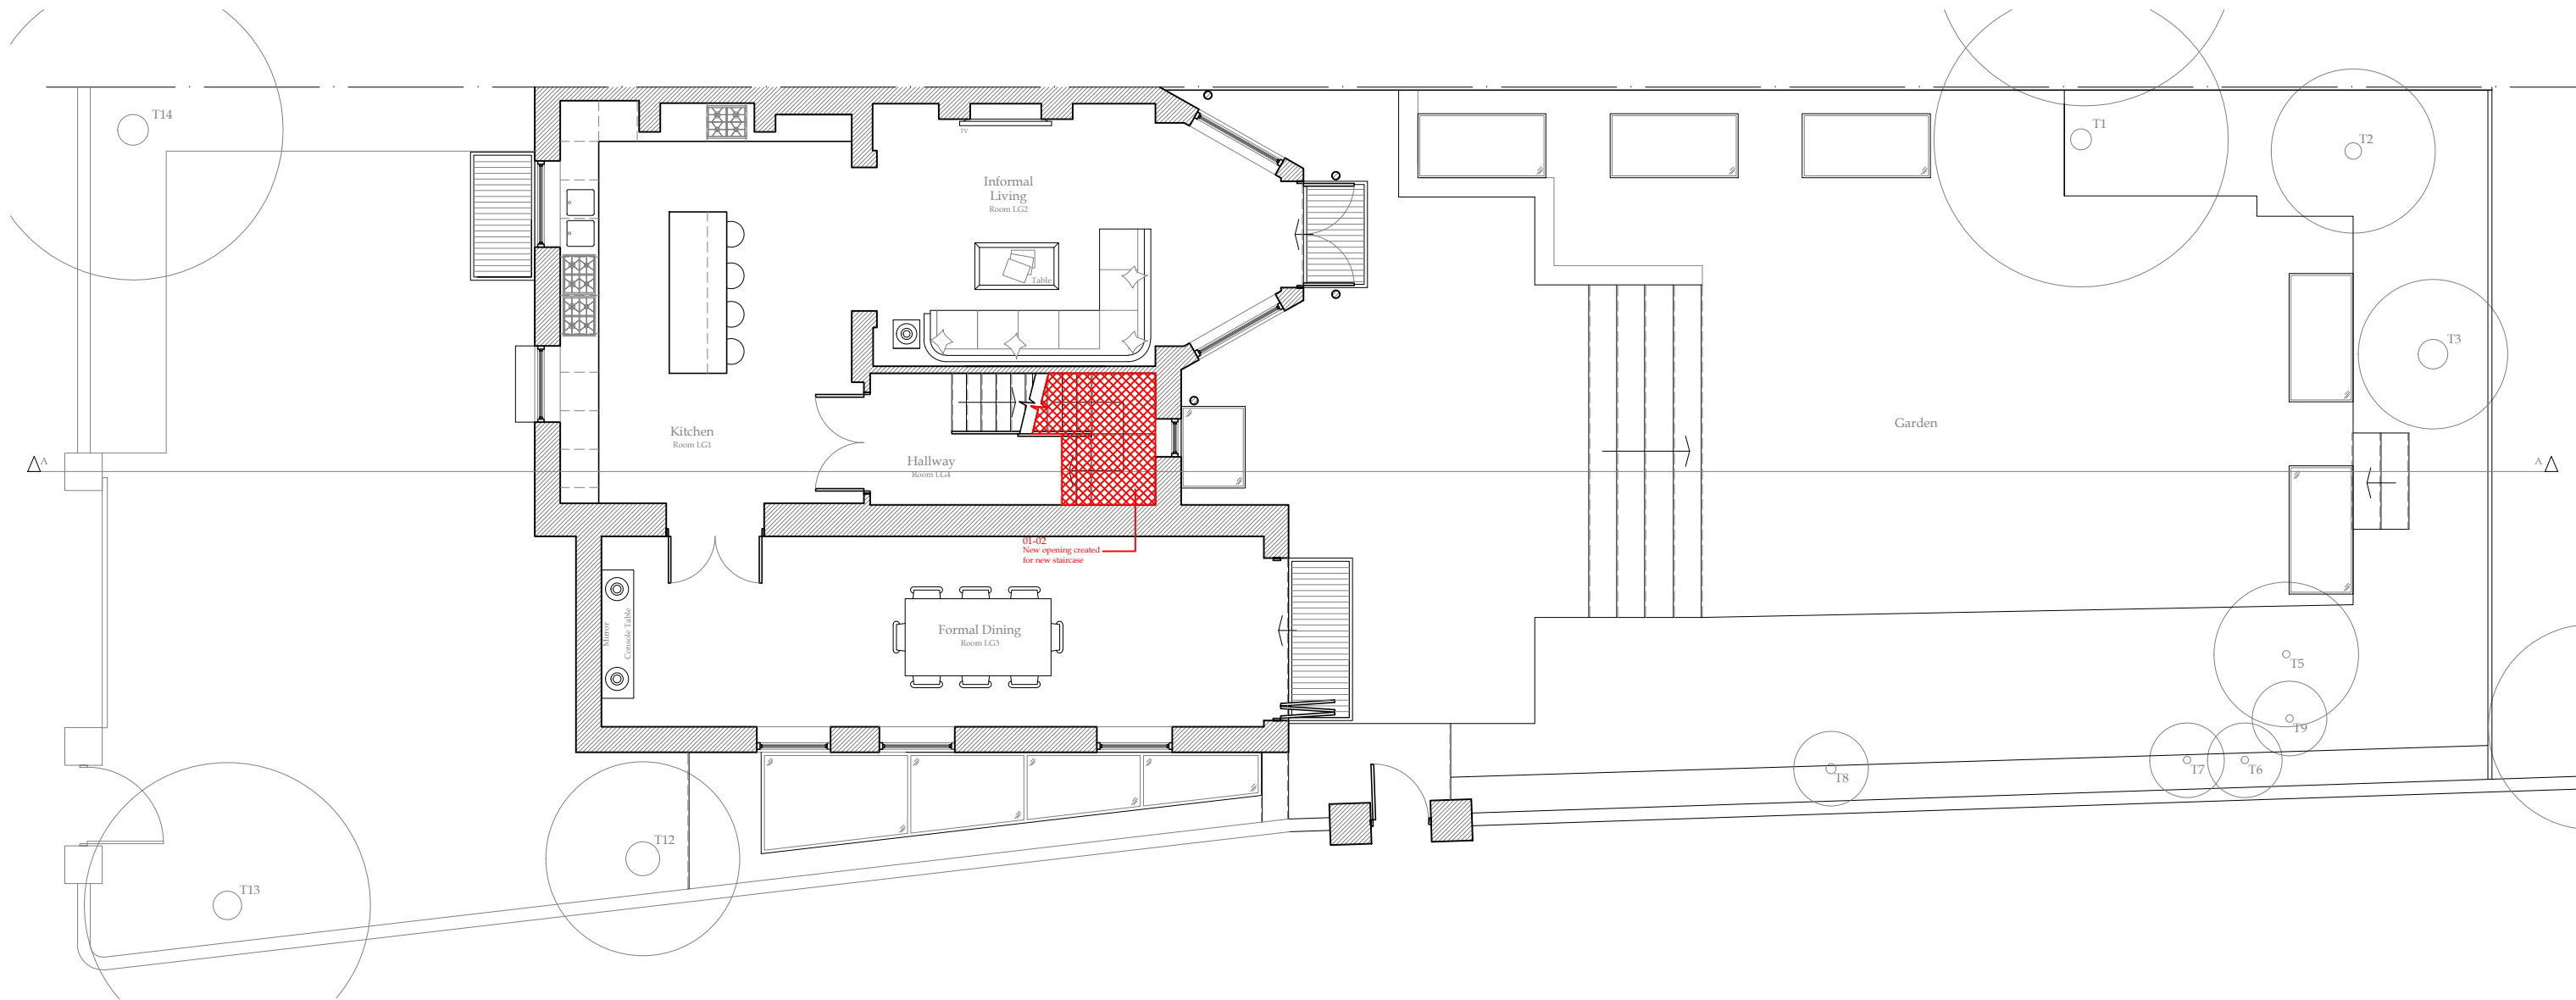 T14
T1
T2
TV
Informal
Living
Room LG2
Table
T3
Garden
Kitchen
Room LG1
Hallway
Room LG4
A
A
01-02
New opening created
for new staircase
Mirror
Console Table
Formal Dining
Room LG3
T5
T9
T7
T6
T8
T12
T13